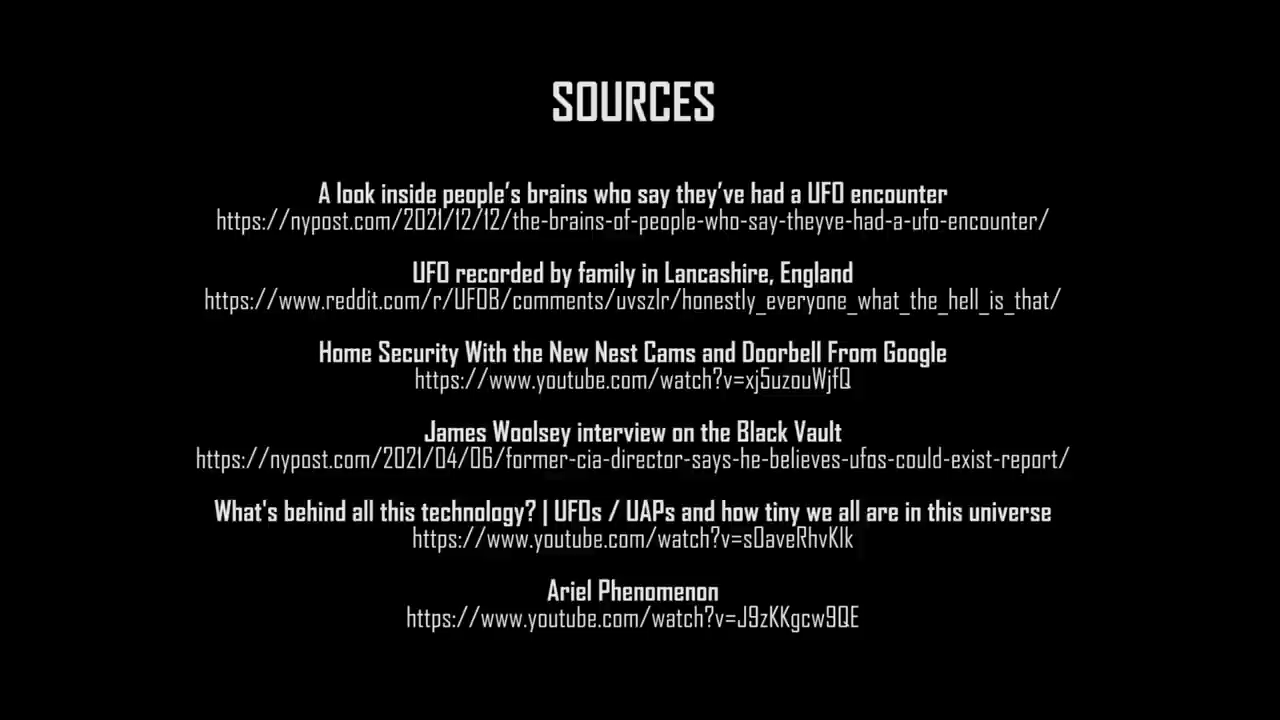 SOURCES
A look inside people's brains who say they've had a UFO encounter
https://nypost.com/2021/12/12/the-brains-of-people-who-say-theyve-had-a-ufo-encounter/
UFO recorded by family in Lancashire, England
https://www.reddit.com/r/UFOB/comments/uvszlr/honestly_everyone_what_the_hell_is_that/
Home Security With the New Nest Cams and Doorbell From Google
https://www.youtube.com/watch?v=xj5uzouWjfQ
James Woolsey interview on the Black Vault
https://nypost.com/2021/04/06/former-cia-director-says-he-believes-ufos-could-exist-report/
What's behind all this technology? | UFOs / UAPs and how tiny we all are in this universe
https://www.youtube.com/watch?v=sOaveRhvKIk
Ariel Phenomenon
https://www.youtube.com/watch?v=J9zKKgcw9QE